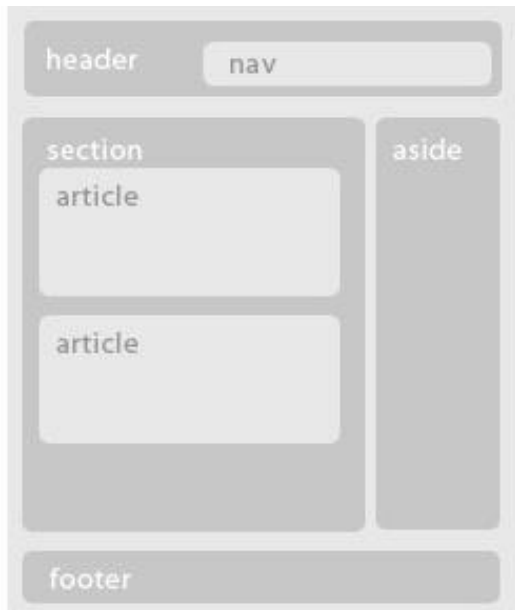 header
nav
section
aside
article
article
footer